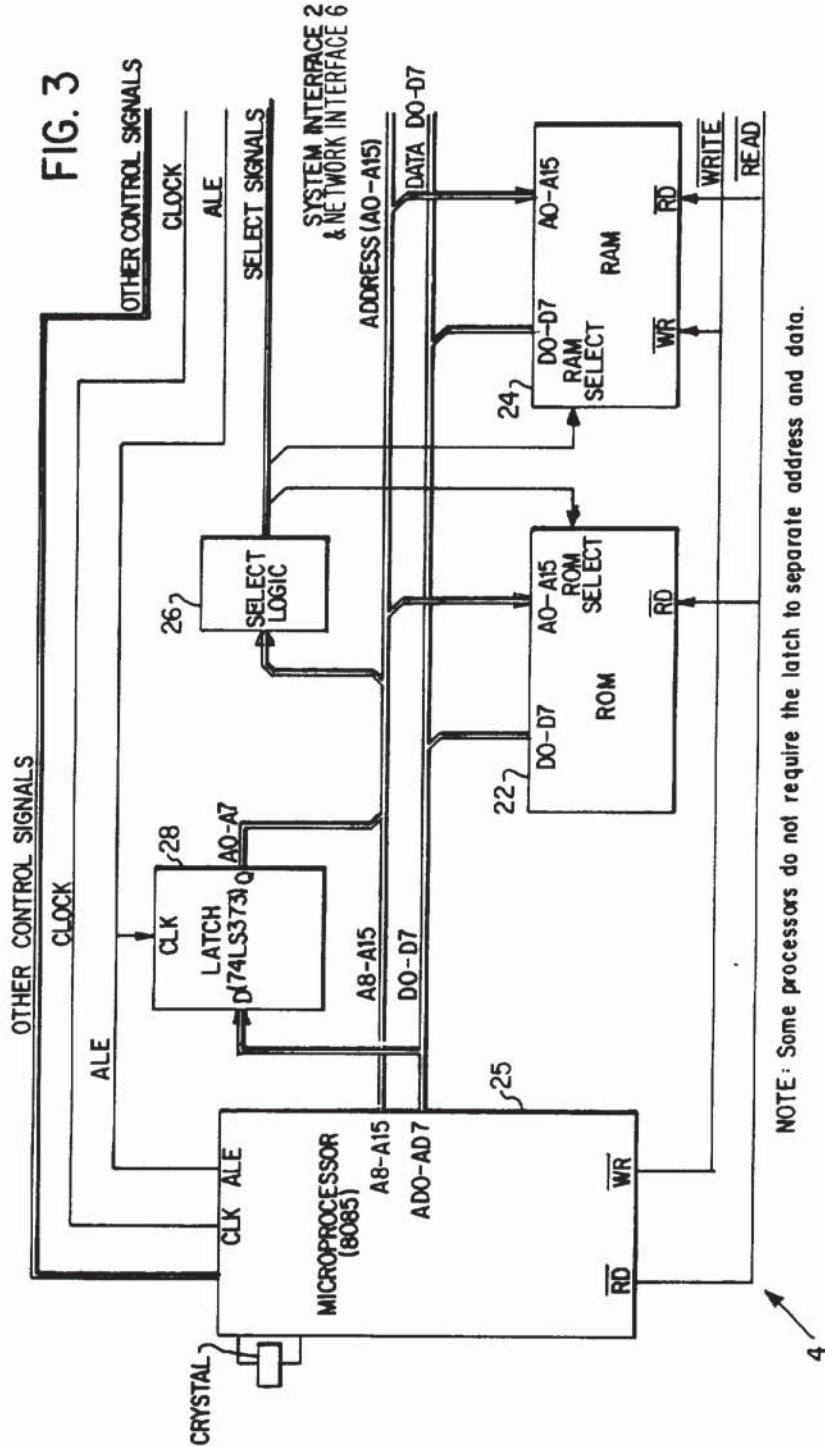 FIG. 3
OTHER CONTROL SIGNALS
OTHER CONTROL SIGNALS
CLOCK
CLOCK
ALE
ALE
SELECT SIGNALS
SYSTEM INTERFACE 2
& NETWORK INTERFACE 6
ADDRESS (A0-A15)
DATA D0-D7
26
SELECT
LOGIC
28
CLK
LATCH
(74LS373)
D
Q
A0-A7
A8-A15
D0-D7
CRYSTAL
CLK
ALE
MICROPROCESSOR
(8085)
A8-A15
AD0-AD7
25
RD
WR
22
D0-D7
A0-A15
ROM
SELECT
ROM
RD
24
D0-D7
A0-A15
RAM
SELECT
RAM
WR
RD
WRITE
READ
4
NOTE: Some processors do not require the latch to separate address and data.